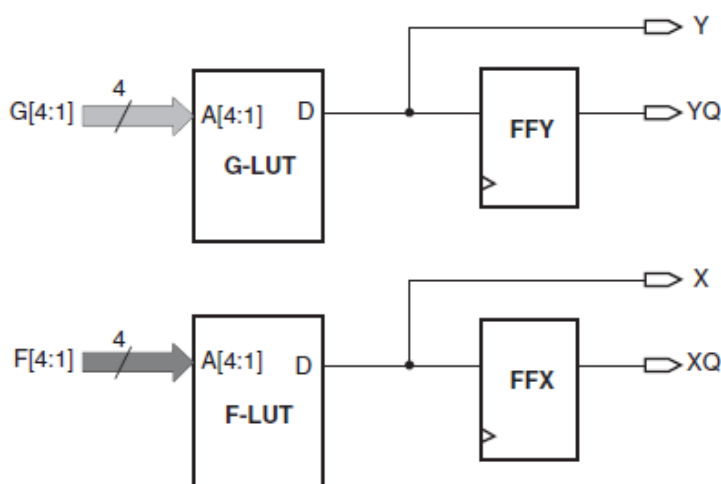 Y
4
G[4:1]
A[4:1] D
G-LUT
FFY
YQ
X
4
F[4:1]
A[4:1] D
F-LUT
FFX
XQ